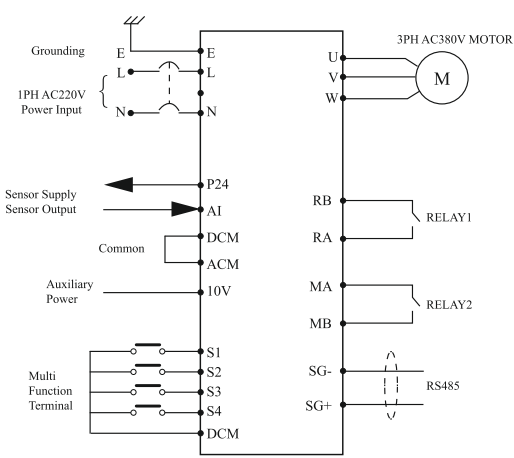 Grounding
E
E
L
L
1PH AC220V
Power Input
N
N
Sensor Supply
Sensor Output
P24
AI
Common
DCM
ACM
Auxiliary
Power
10V
Multi
Function
Terminal
S1
S2
S3
S4
DCM
3PH AC380V MOTOR
U
V
W
M
RB
RELAY1
RA
MA
RELAY2
MB
SG-
RS485
SG+